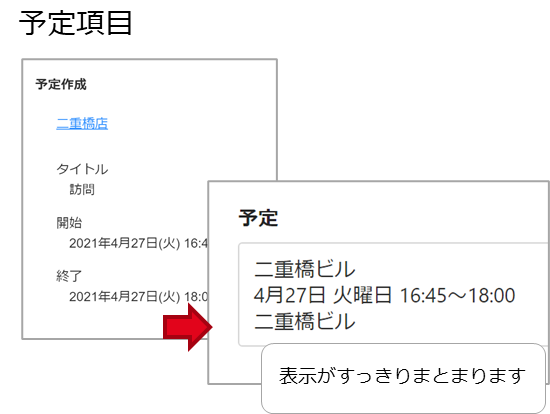 予定項目
予定作成
二重橋店
タイトル
訪問
開始
2021年4月27日(火) 16:4
終了
2021年4月27日(火) 18:0
予定
二重橋ビル
4月27日 火曜日 16:45～18:00
二重橋ビル
表示がすっきりまとまります